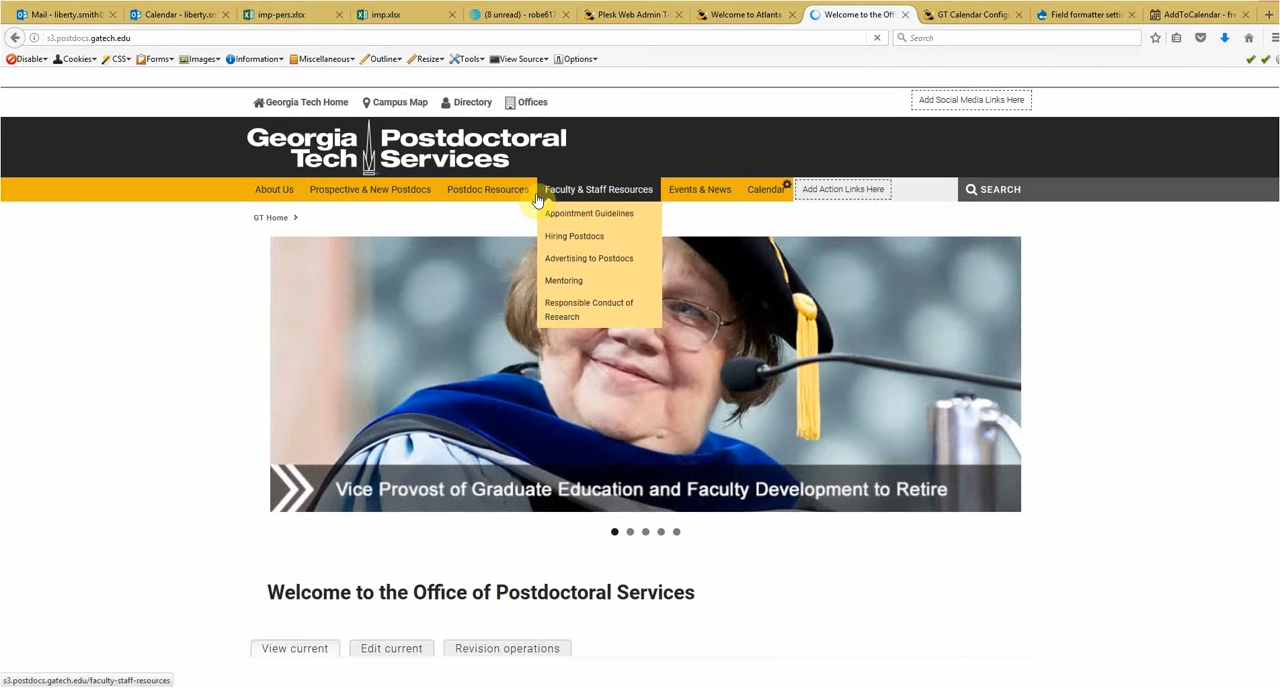 Mail - liberty.smith@
Calendar - liberty.sm
imp-pers.xlsx
imp.xlsx
(8 unread) - robe617
Plesk Web Admin T
Welcome to Atlanta
Welcome to the Off
GT Calendar Config
Field formatter setti
AddToCalendar - fre
s3.postdocs.gatech.edu
Search
Disable
Cookies
CSS
Forms
Images
Information
Miscellaneous
Outline
Resize
Tools
View Source
Options
Georgia Tech Home
Campus Map
Directory
Offices
Add Social Media Links Here
Georgia Tech
Postdoctoral Services
About Us
Prospective & New Postdocs
Postdoc Resources
Faculty & Staff Resources
Events & News
Calendar
Add Action Links Here
SEARCH
GT Home
Appointment Guidelines
Hiring Postdocs
Advertising to Postdocs
Mentoring
Responsible Conduct of
Research
Vice Provost of Graduate Education and Faculty Development to Retire
Welcome to the Office of Postdoctoral Services
View current
Edit current
Revision operations
s3.postdocs.gatech.edu/faculty-staff-resources